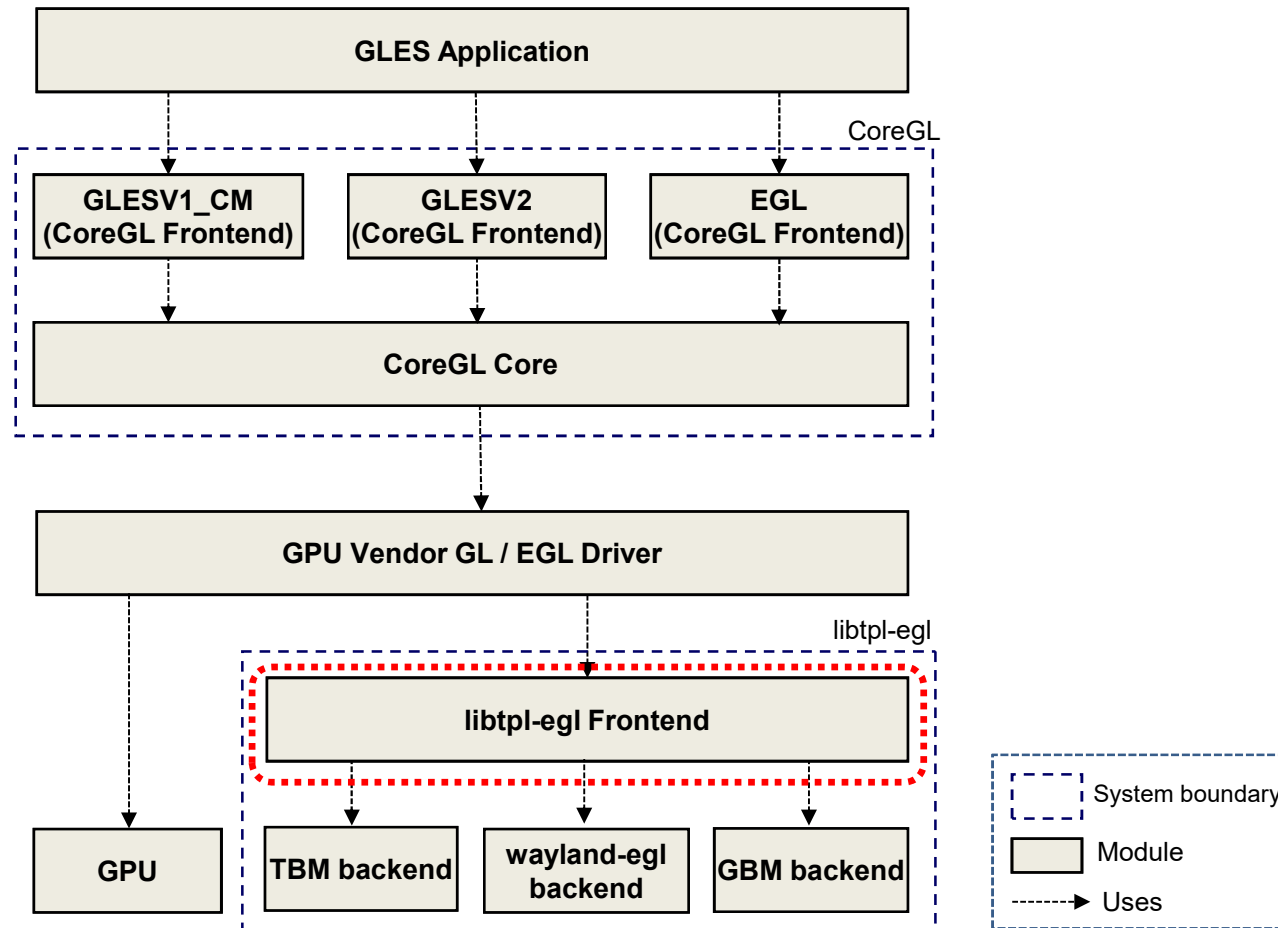 GLES Application
CoreGL
GLESV1_CM
(CoreGL Frontend)
GLESV2
(CoreGL Frontend)
EGL
(CoreGL Frontend)
CoreGL Core
GPU Vendor GL / EGL Driver
libtpl-egl
libtpl-egl Frontend
GPU
TBM backend
wayland-egl
backend
GBM backend
System boundary
Module
Uses